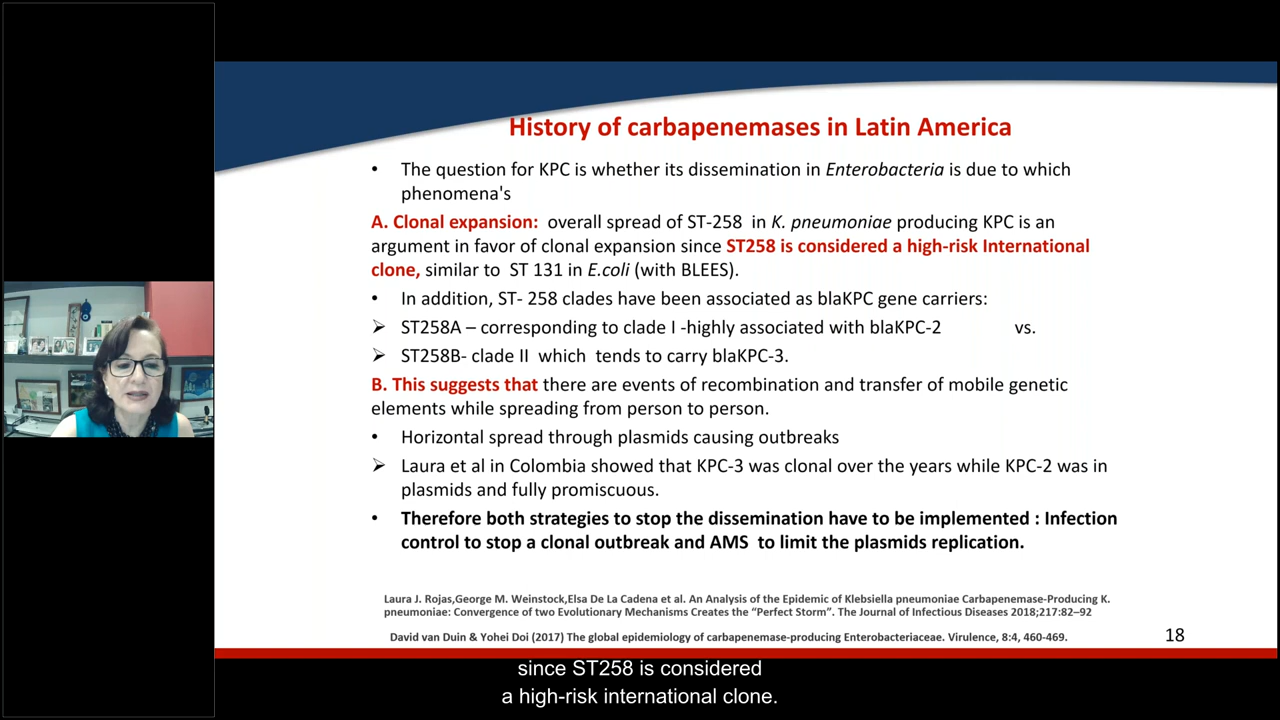 History of carbapenemases in Latin America
• The question for KPC is whether its dissemination in Enterobacteria is due to which
phenomena's
A. Clonal expansion: overall spread of ST-258 in K. pneumoniae producing KPC is an
argument in favor of clonal expansion since ST258 is considered a high-risk International
clone, similar to ST 131 in E.coli (with BLEES).
• In addition, ST- 258 clades have been associated as blaKPC gene carriers:
➢ ST258A – corresponding to clade I -highly associated with blaKPC-2 vs.
➢ ST258B- clade II which tends to carry blaKPC-3.
B. This suggests that there are events of recombination and transfer of mobile genetic
elements while spreading from person to person.
• Horizontal spread through plasmids causing outbreaks
➢ Laura et al in Colombia showed that KPC-3 was clonal over the years while KPC-2 was in
plasmids and fully promiscuous.
• Therefore both strategies to stop the dissemination have to be implemented : Infection
control to stop a clonal outbreak and AMS to limit the plasmids replication.
Laura J. Rojas,George M. Weinstock,Elsa De La Cadena et al. An Analysis of the Epidemic of Klebsiella pneumoniae Carbapenemase-Producing K.
pneumoniae: Convergence of two Evolutionary Mechanisms Creates the “Perfect Storm”. The Journal of Infectious Diseases 2018;217:82–92
David van Duin & Yohei Doi (2017) The global epidemiology of carbapenemase-producing Enterobacteriaceae. Virulence, 8:4, 460-469.
18
since ST258 is considered
a high-risk international clone.